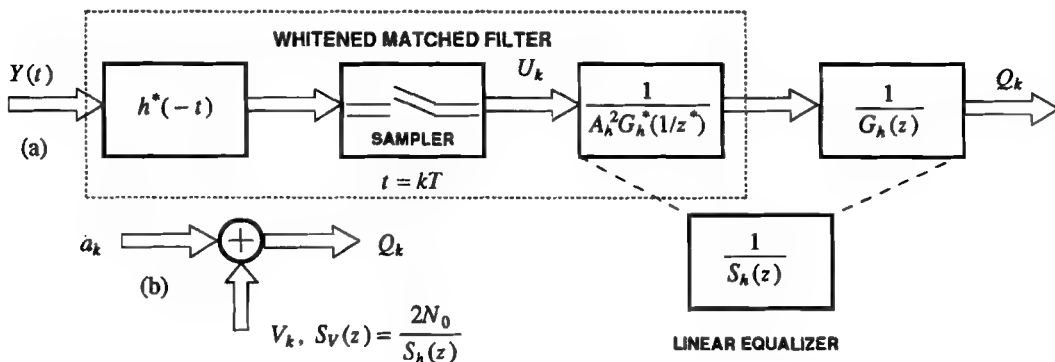 WHITENED MATCHED FILTER
Y(t)
h*(-t)
SAMPLER
t = kT
U_k
1 / A_h^2 G_h*(1/z*)
1 / G_h(z)
Q_k
(a)
1 / S_h(z)
LINEAR EQUALIZER
a_k
+
Q_k
(b)
V_k, S_V(z) = 2N_0 / S_h(z)